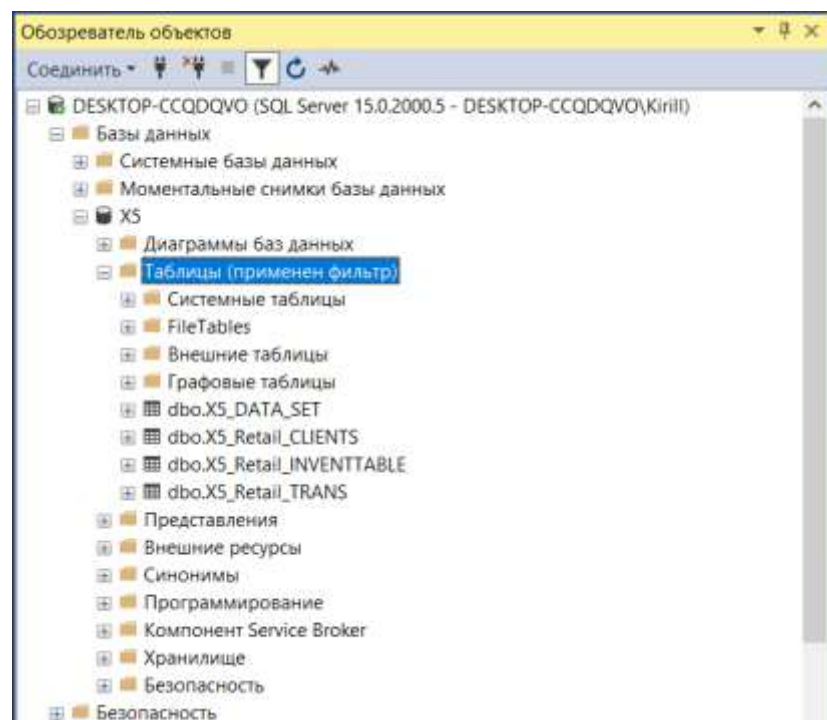 Обозреватель объектов
Соединить
DESKTOP-CCQDQVO (SQL Server 15.0.2000.5 - DESKTOP-CCQDQVO\Kirill)
Базы данных
Системные базы данных
Моментальные снимки базы данных
X5
Диаграммы баз данных
Таблицы (применен фильтр)
Системные таблицы
FileTables
Внешние таблицы
Графовые таблицы
dbo.X5_DATA_SET
dbo.X5_Retail_CLIENTS
dbo.X5_Retail_INVENTTABLE
dbo.X5_Retail_TRANS
Представления
Внешние ресурсы
Синонимы
Программирование
Компонент Service Broker
Хранилище
Безопасность
Безопасность